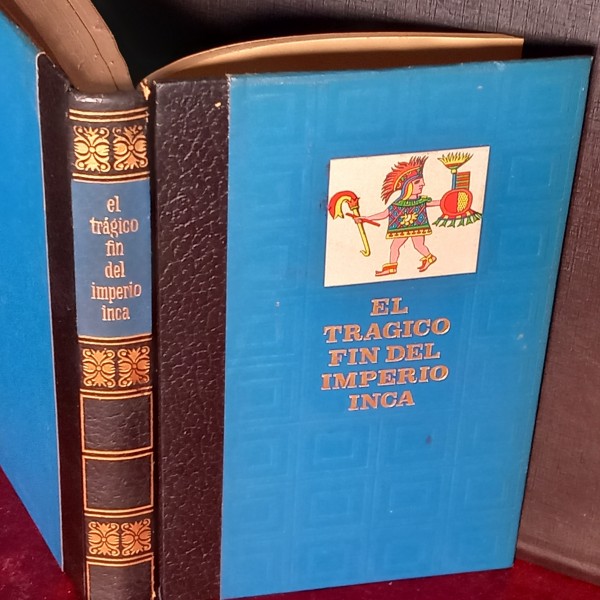 el
trágico
fin
del
imperio
inca
EL
TRAGICO
FIN DEL
IMPERIO
INCA